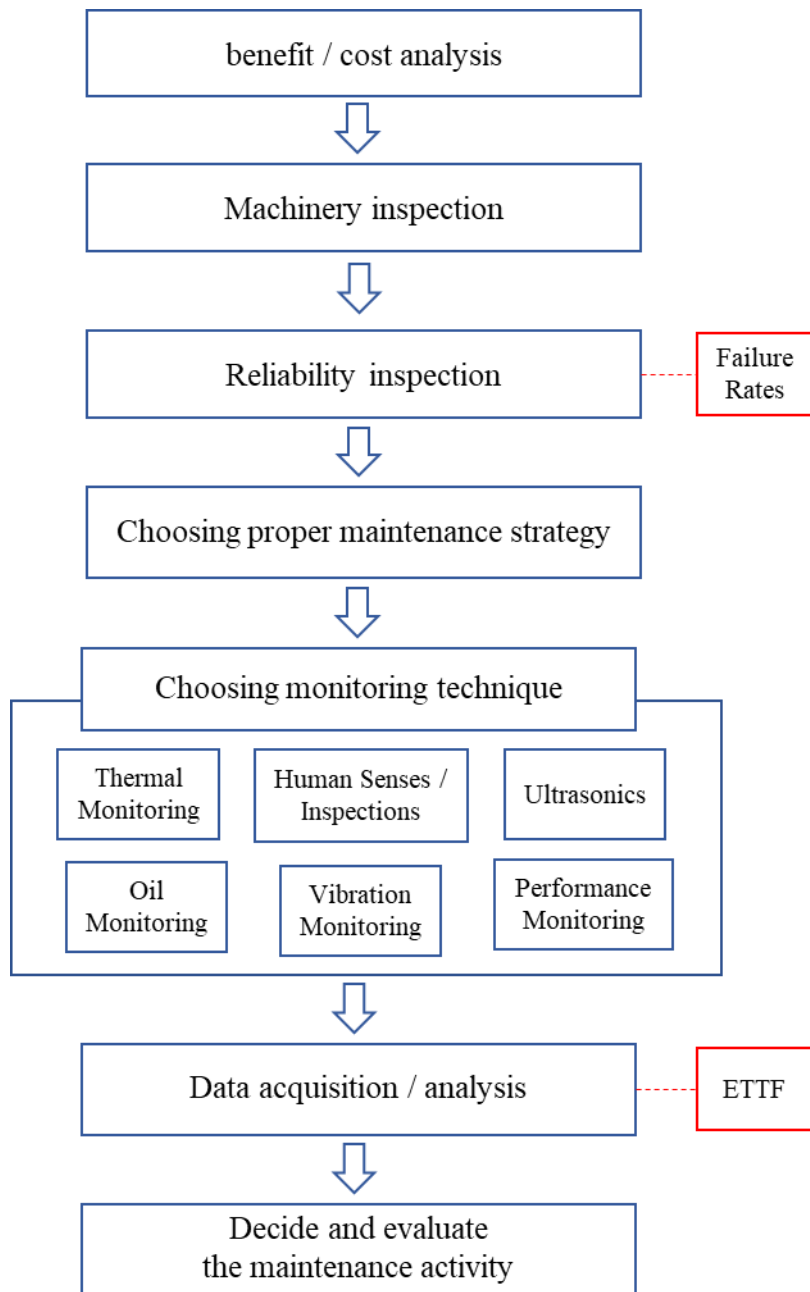 benefit / cost analysis
Machinery inspection
Reliability inspection
Failure
Rates
Choosing proper maintenance strategy
Choosing monitoring technique
Thermal
Monitoring
Human Senses /
Inspections
Ultrasonics
Oil
Monitoring
Vibration
Monitoring
Performance
Monitoring
Data acquisition / analysis
ETTF
Decide and evaluate
the maintenance activity